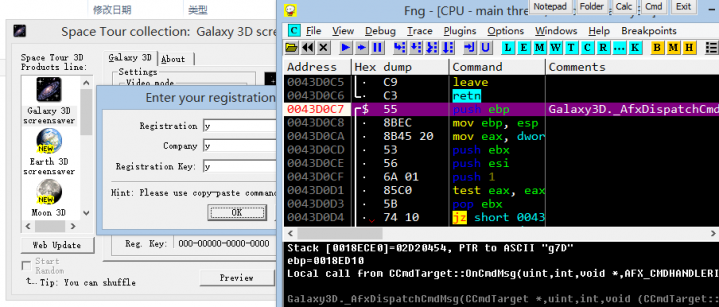 修改日期 类型
Space Tour collection: Galaxy 3D scree
Space Tour 3D
Products line:
Galaxy 3D
screensaver
NEW
Earth 3D
screensaver
NEW
Moon 3D
Web Update
Start
Random
Tip: You can shuffle
Galaxy 3D About
Settings
Video mode
Enter your registration
Registration y
Company y
Registration Key: y
Hint: Please use copy-paste command
OK
Reg. Key: 000-00000-0000-0000
Preview
Fng - [CPU - main thre
Notepad Folder Calc Cmd Exit
C File View Debug Trace Plugins Options Windows Help Breakpoints
L E M W T C R ... K B M H
Address Hex dump Command Comments
0043D0C5 C9 leave
0043D0C6 C3 retn
0043D0C7 $ 55 push ebp Galaxy3D._AfxDispatchCmd
0043D0C8 8BEC mov ebp, esp
0043D0CA 8B45 20 mov eax, dwor
0043D0CD 53 push ebx
0043D0CE 56 push esi
0043D0CF 6A 01 push 1
0043D0D1 85C0 test eax, eax
0043D0D3 5B pop ebx
0043D0D4 74 10 jz short 0043
Stack [0018ECE0]=02D20454, PTR to ASCII "g7D"
ebp=0018ED10
Local call from CCmdTarget::OnCmdMsg(uint,int,void *,AFX_CMDHANDLERI
Galaxy3D._AfxDispatchCmdMsg(CCmdTarget *,uint,int,void (CCmdTarget::